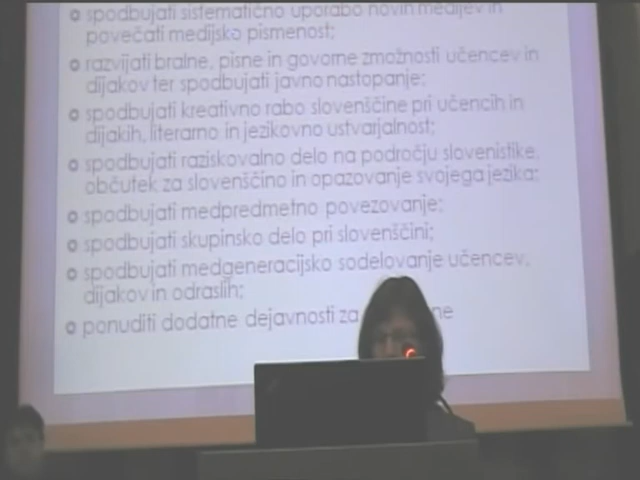 spodbujati sistematično uporabo novih medijev in
povečati medijsko pismenost;
razvijati bralne, pisne in govorne zmožnosti učencev in
dijakov ter spodbujati javno nastopanje;
spodbujati kreativno rabo slovenščine pri učencih in
dijakih, literarno in jezikovno ustvarjalnost;
spodbujati raziskovalno delo na področju slovenistike,
občutek za slovenščino in opazovanje svojega jezika;
spodbujati medpredmetno povezovanje;
spodbujati skupinsko delo pri slovenščini;
spodbujati medgeneracijsko sodelovanje učencev,
dijakov in odraslih;
ponuditi dodatne dejavnosti za